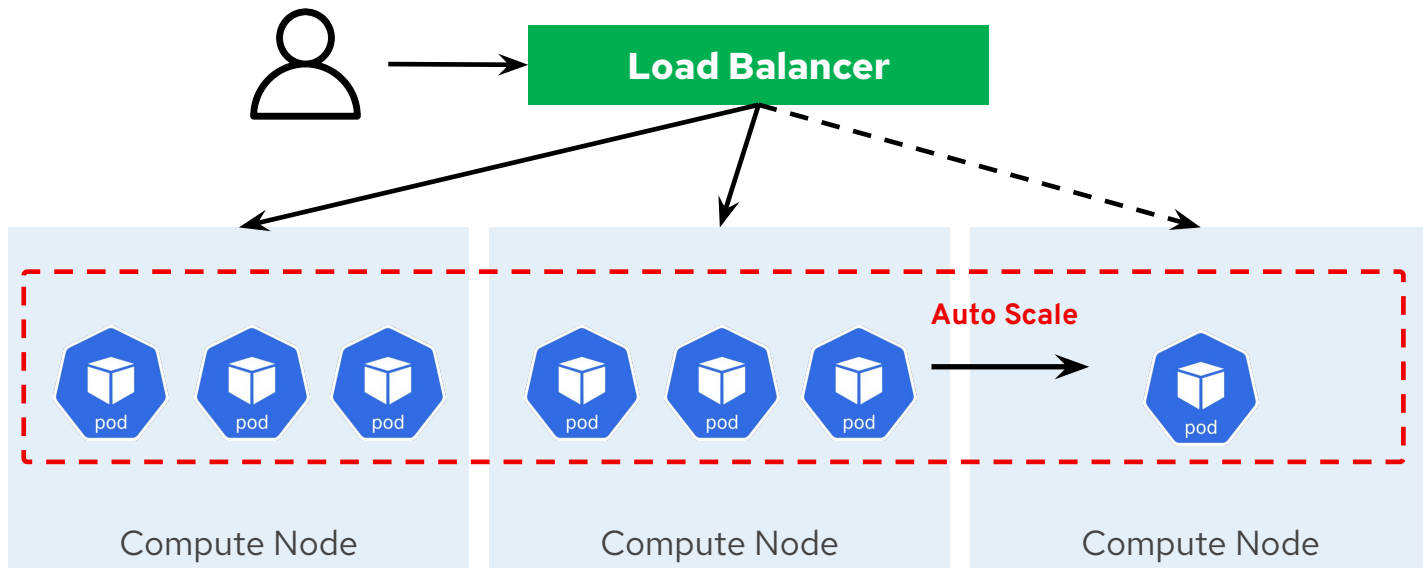 Load Balancer
Auto Scale
pod
pod
pod
pod
pod
pod
pod
Compute Node
Compute Node
Compute Node